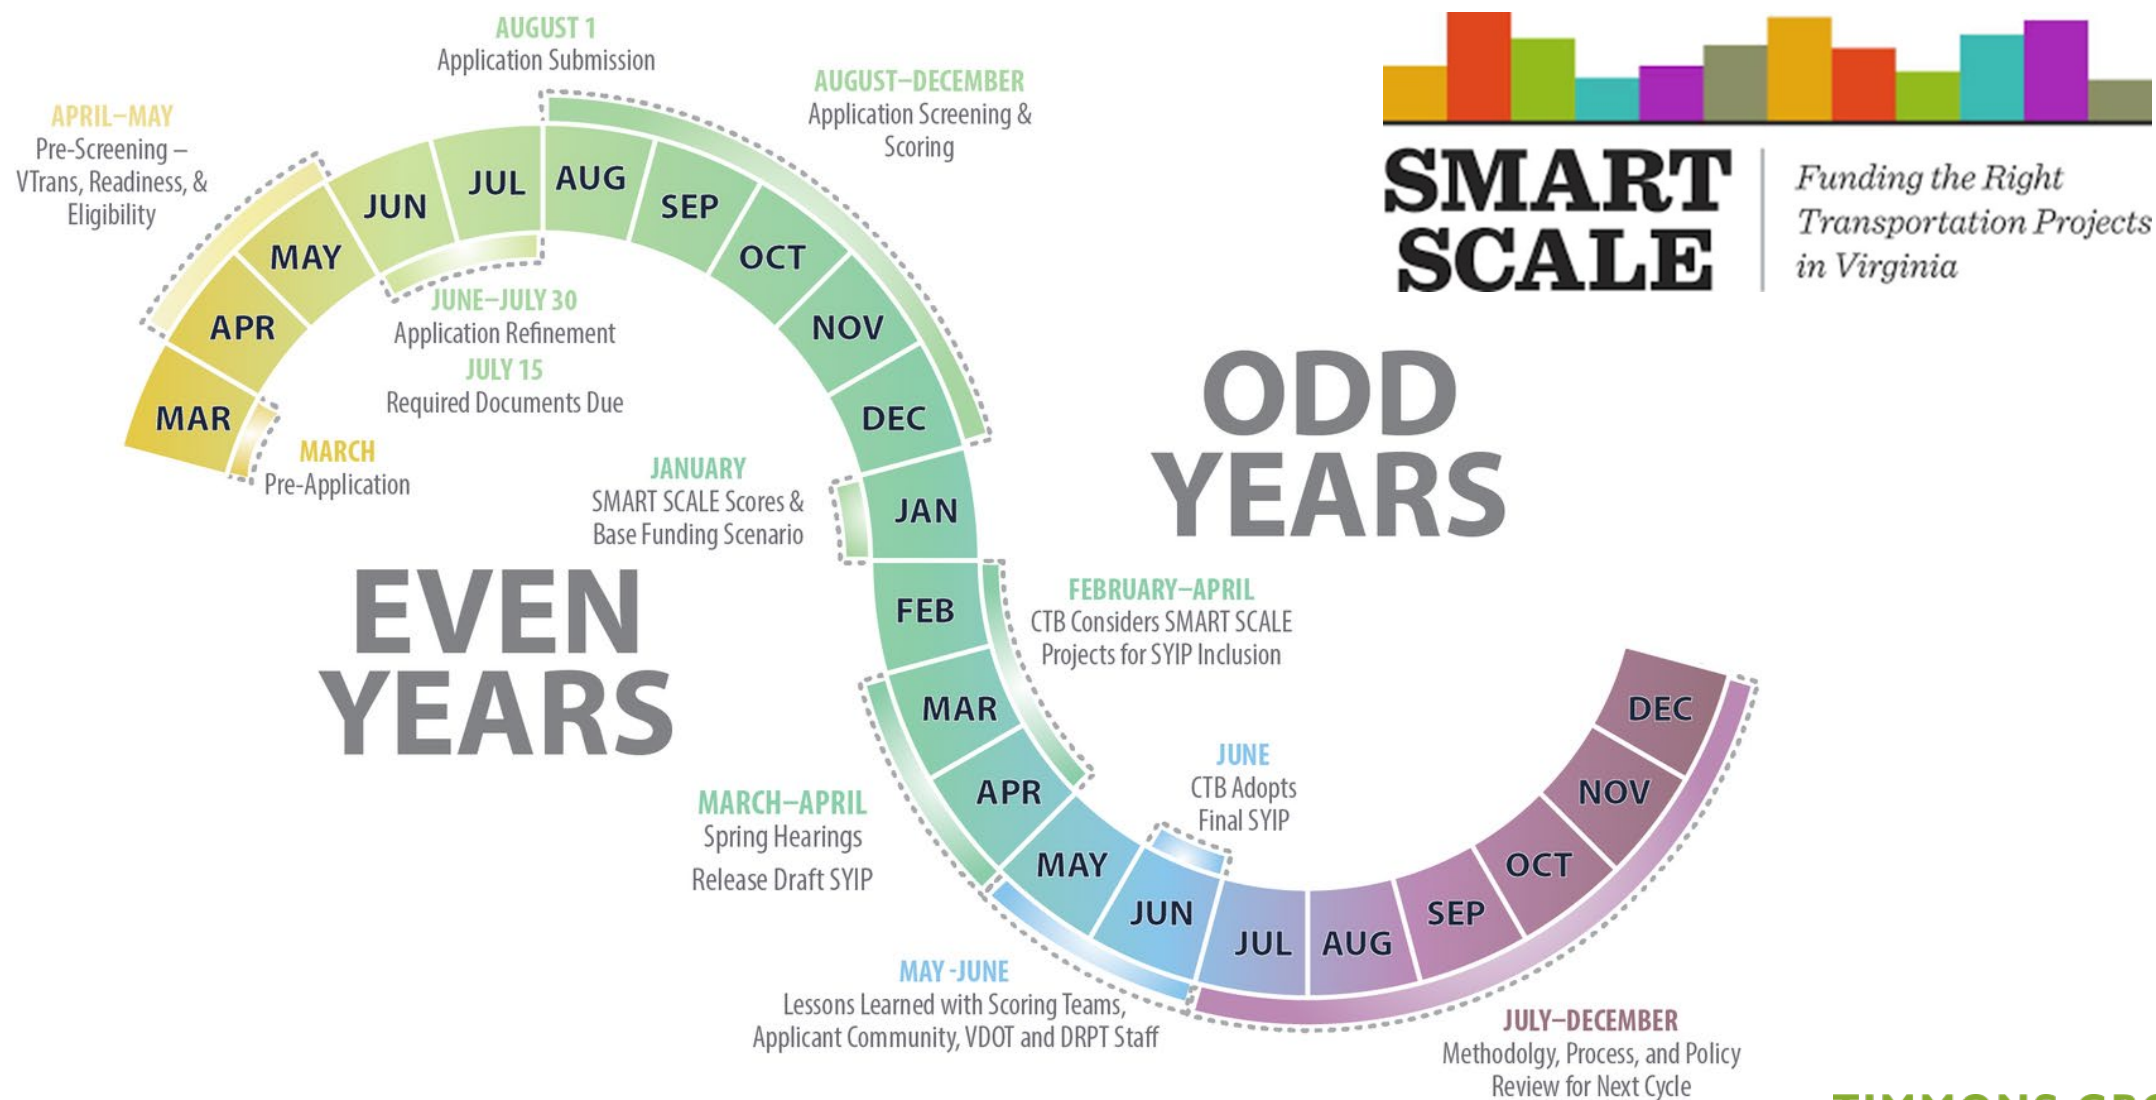 AUGUST 1
Application Submission
AUGUST–DECEMBER
Application Screening &
Scoring
APRIL–MAY
Pre-Screening –
VTrans, Readiness, &
Eligibility
SMART
SCALE
Funding the Right
Transportation Projects
in Virginia
MAR
APR
MAY
JUN
JUL
AUG
SEP
OCT
NOV
DEC
JUNE–JULY 30
Application Refinement
JULY 15
Required Documents Due
MARCH
Pre-Application
EVEN
YEARS
ODD
YEARS
JANUARY
SMART SCALE Scores &
Base Funding Scenario
JAN
FEB
MAR
APR
MAY
JUN
JUL
AUG
SEP
OCT
NOV
DEC
FEBRUARY–APRIL
CTB Considers SMART SCALE
Projects for SYIP Inclusion
MARCH–APRIL
Spring Hearings
Release Draft SYIP
JUNE
CTB Adopts
Final SYIP
MAY -JUNE
Lessons Learned with Scoring Teams,
Applicant Community, VDOT and DRPT Staff
JULY–DECEMBER
Methodolgy, Process, and Policy
Review for Next Cycle